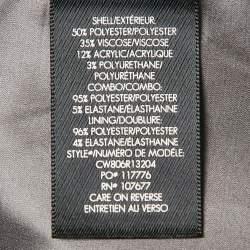 SHELL/EXTÉRIEUR:
50% POLYESTER/POLYESTER
35% VISCOSE/VISCOSE
12% ACRYLIC/ACRYLIQUE
3% POLYURETHANE/
POLYURÉTHANE
COMBO/COMBO:
95% POLYESTER/POLYESTER
5% ELASTANE/ÉLASTHANNE
LINING/DOUBLURE:
96% POLYESTER/POLYESTER
4% ELASTANE/ÉLASTHANNE
STYLE#/NUMÉRO DE MODÈLE:
CW806R13204
PO# 117776
RN# 107677
CARE ON REVERSE
ENTRETIEN AU VERSO